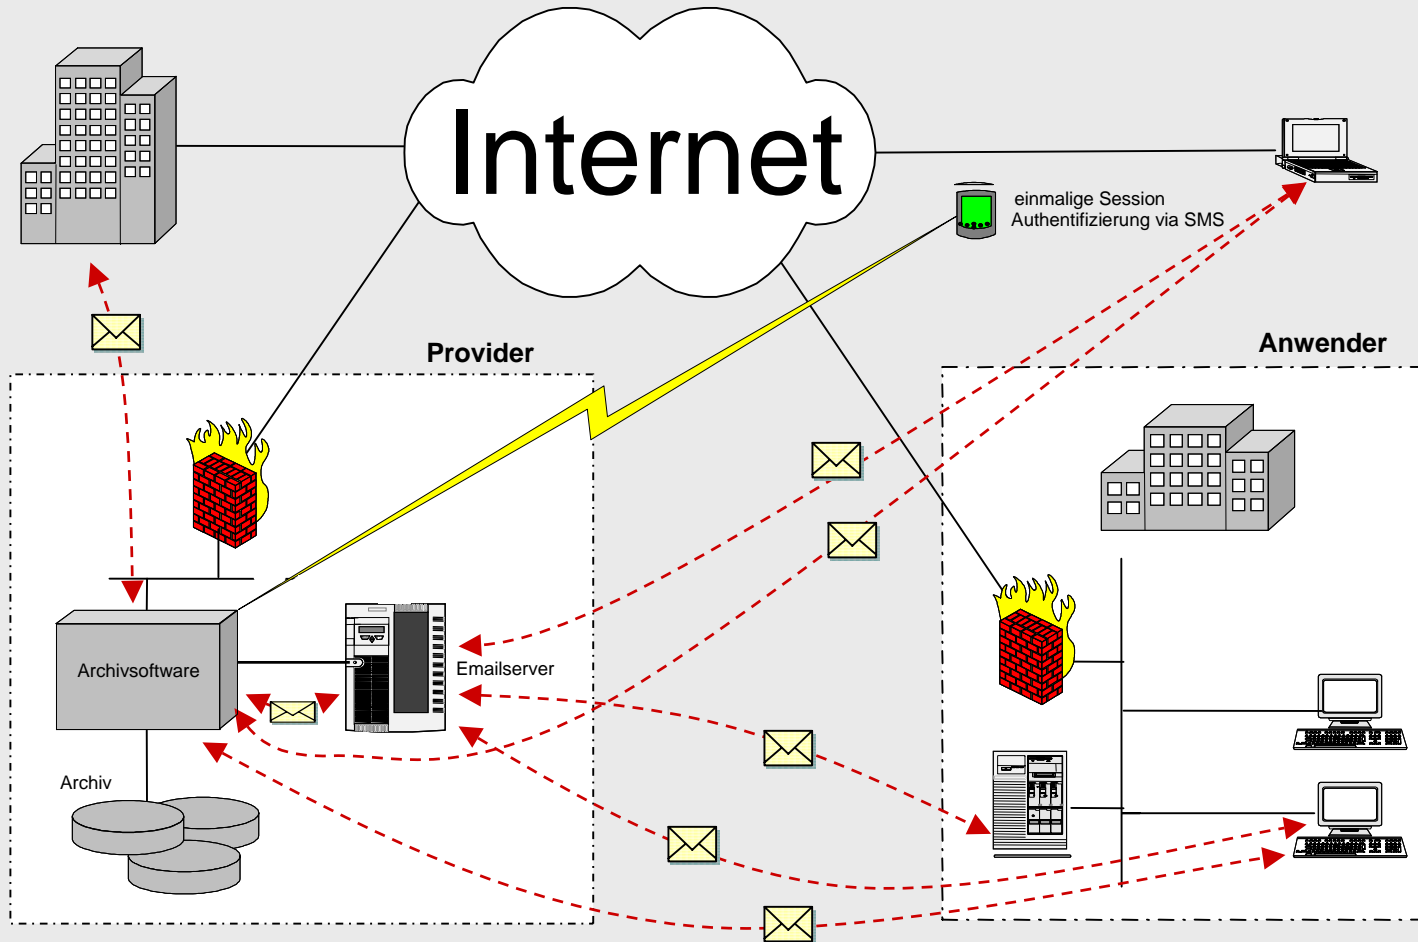 Internet
einmalige Session
Authentifizierung via SMS
Provider
Anwender
Archivsoftware
Emailserver
Archiv